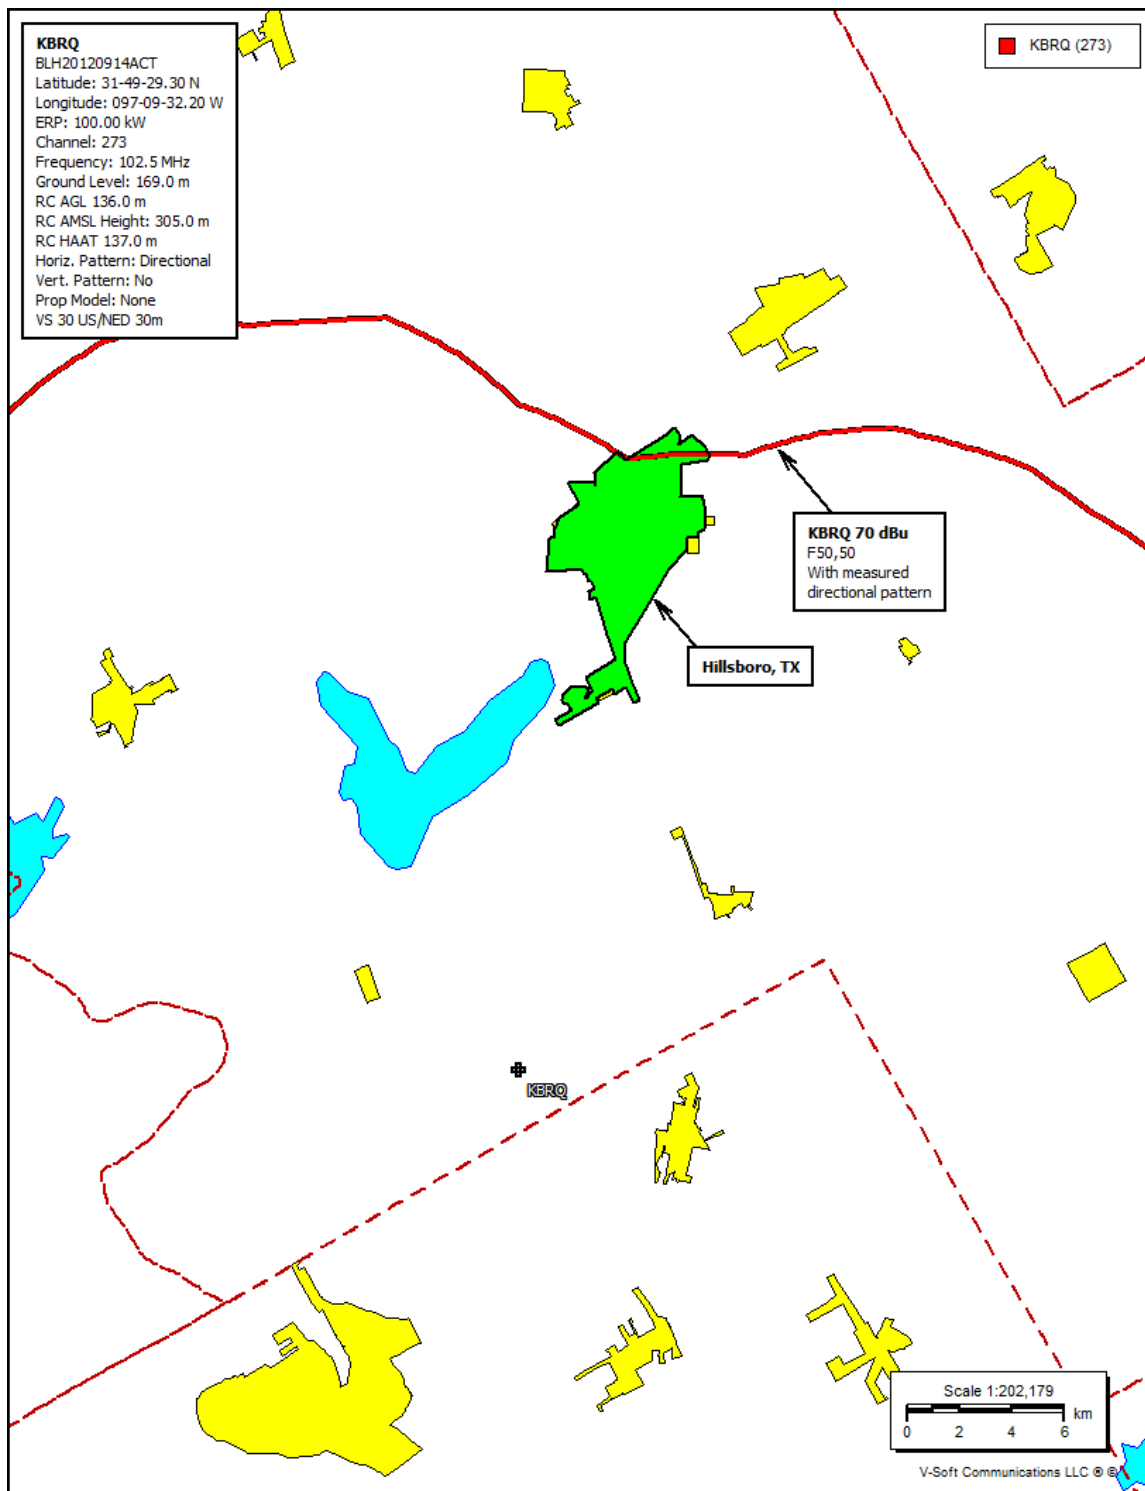 KBRQ
BLH20120914ACT
Latitude: 31-49-29.30 N
Longitude: 097-09-32.20 W
ERP: 100.00 kW
Channel: 273
Frequency: 102.5 MHz
Ground Level: 169.0 m
RC AGL 136.0 m
RC AMSL Height: 305.0 m
RC HAAT 137.0 m
Horiz. Pattern: Directional
Vert. Pattern: No
Prop Model: None
VS 30 US/NED 30m
KBRQ (273)
KBRQ 70 dBu
F50,50
With measured
directional pattern
Hillsboro, TX
KBRQ
Scale 1:202,179
km
0 2 4 6
V-Soft Communications LLC ® ©